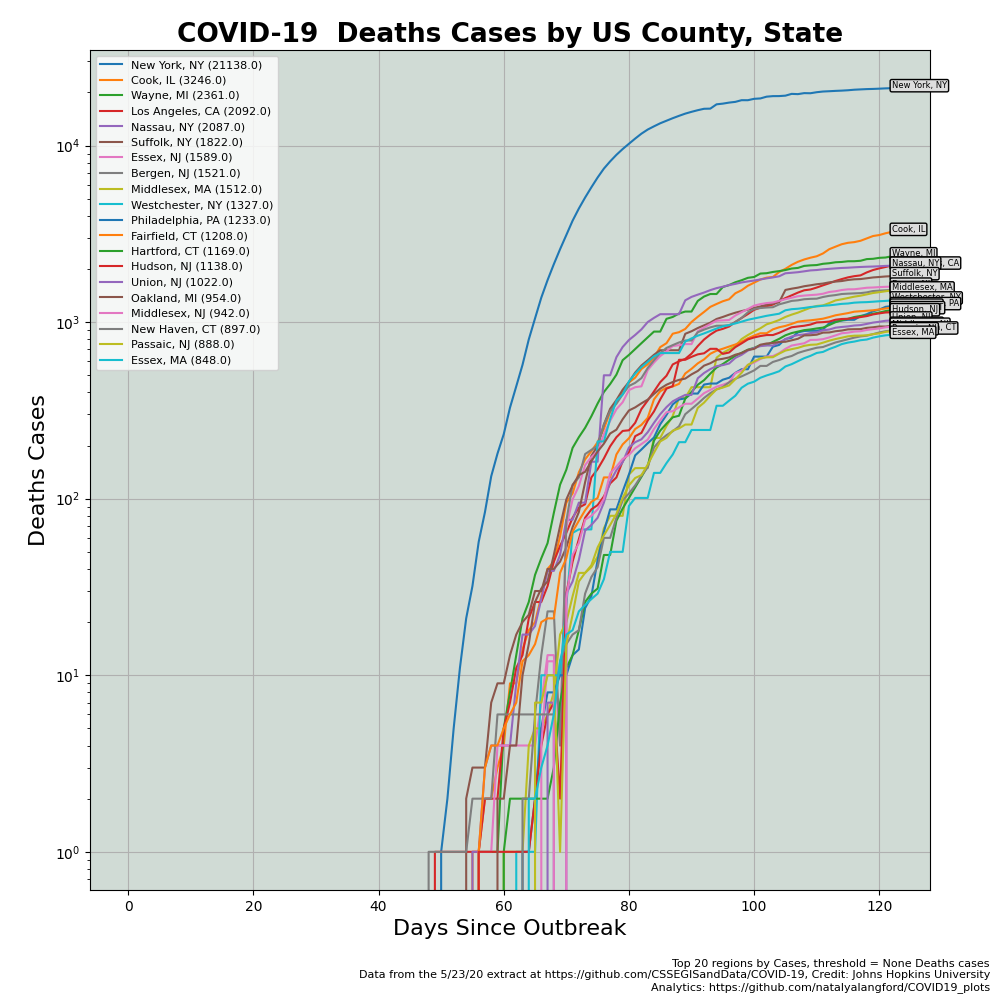 COVID-19  Deaths Cases by US County, State
New York, NY (21138.0)
Cook, IL (3246.0)
Wayne, MI (2361.0)
Los Angeles, CA (2092.0)
Nassau, NY (2087.0)
Suffolk, NY (1822.0)
Essex, NJ (1589.0)
Bergen, NJ (1521.0)
Middlesex, MA (1512.0)
Westchester, NY (1327.0)
Philadelphia, PA (1233.0)
Fairfield, CT (1208.0)
Hartford, CT (1169.0)
Hudson, NJ (1138.0)
Union, NJ (1022.0)
Oakland, MI (954.0)
Middlesex, NJ (942.0)
New Haven, CT (897.0)
Passaic, NJ (888.0)
Essex, MA (848.0)
New York, NY
Cook, IL
Wayne, MI
Nassau, NY
, CA
Suffolk, NY
Middlesex, MA
Westchester, NY
PA
Hudson, NJ
, CT
Essex, MA
Deaths Cases
10^4
10^3
10^2
10^1
10^0
0 20 40 60 80 100 120
Days Since Outbreak
Top 20 regions by Cases, threshold = None Deaths cases
Data from the 5/23/20 extract at https://github.com/CSSEGISandData/COVID-19, Credit: Johns Hopkins University
Analytics: https://github.com/natalyalangford/COVID19_plots